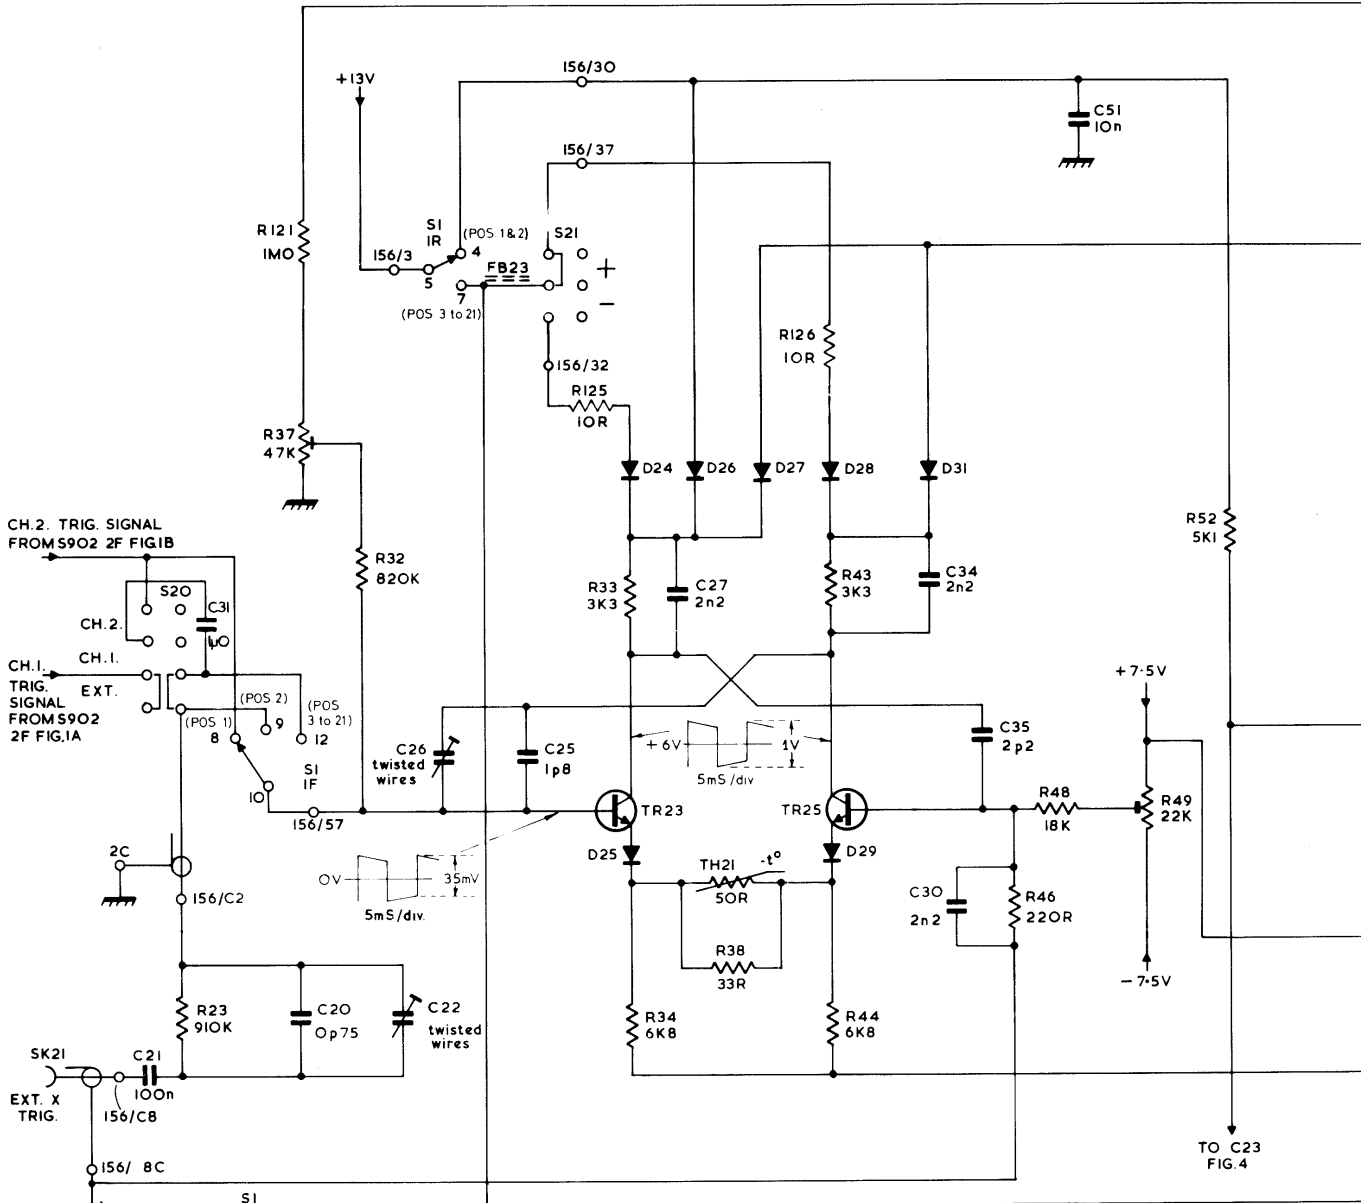 +13V
156/30
C51
10n
156/37
R121
1M0
S1
1R
(POS 1&2)
4
S21
156/3
5
FB23
+
7
−
(POS 3 to 21)
R126
10R
156/32
R125
10R
R37
47K
D24
D26
D27
D28
D31
CH.2. TRIG. SIGNAL
FROM S902 2F FIG1B
R52
5K1
R32
820K
R33
3K3
C27
2n2
R43
3K3
C34
2n2
S20
C31
1µ0
CH.2.
CH.1.
TRIG.
SIGNAL
FROM S902
2F FIG.1A
CH.1.
EXT.
(POS 1)
8
(POS 2)
9
(POS
3 to 21)
12
S1
1F
10
156/57
C26
twisted
wires
C25
1p8
+6V
1V
5mS/div
C35
2p2
+7·5V
TR23
TR25
R48
18K
R49
22K
−7·5V
2C
156/C2
0V
35mV
5mS/div.
D25
D29
TH21
-t°
50R
R38
33R
C30
2n2
R46
220R
R23
910K
C20
0p75
C22
twisted
wires
R34
6K8
R44
6K8
SK21
EXT. X
TRIG.
C21
100n
156/C8
156/ 8C
S1
TO C23
FIG.4